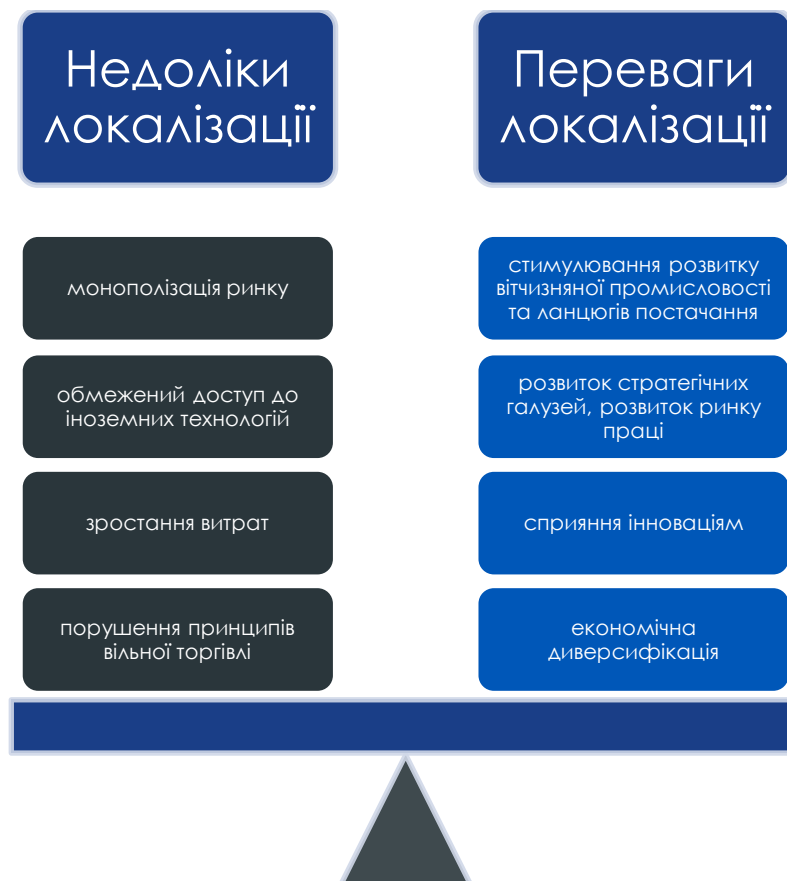 Недоліки
локалізації
монополізація ринку
обмежений доступ до
іноземних технологій
зростання витрат
порушення принципів
вільної торгівлі
Переваги
локалізації
стимулювання розвитку
вітчизняної промисловості
та ланцюгів постачання
розвиток стратегічних
галузей, розвиток ринку
праці
сприяння інноваціям
економічна
диверсифікація